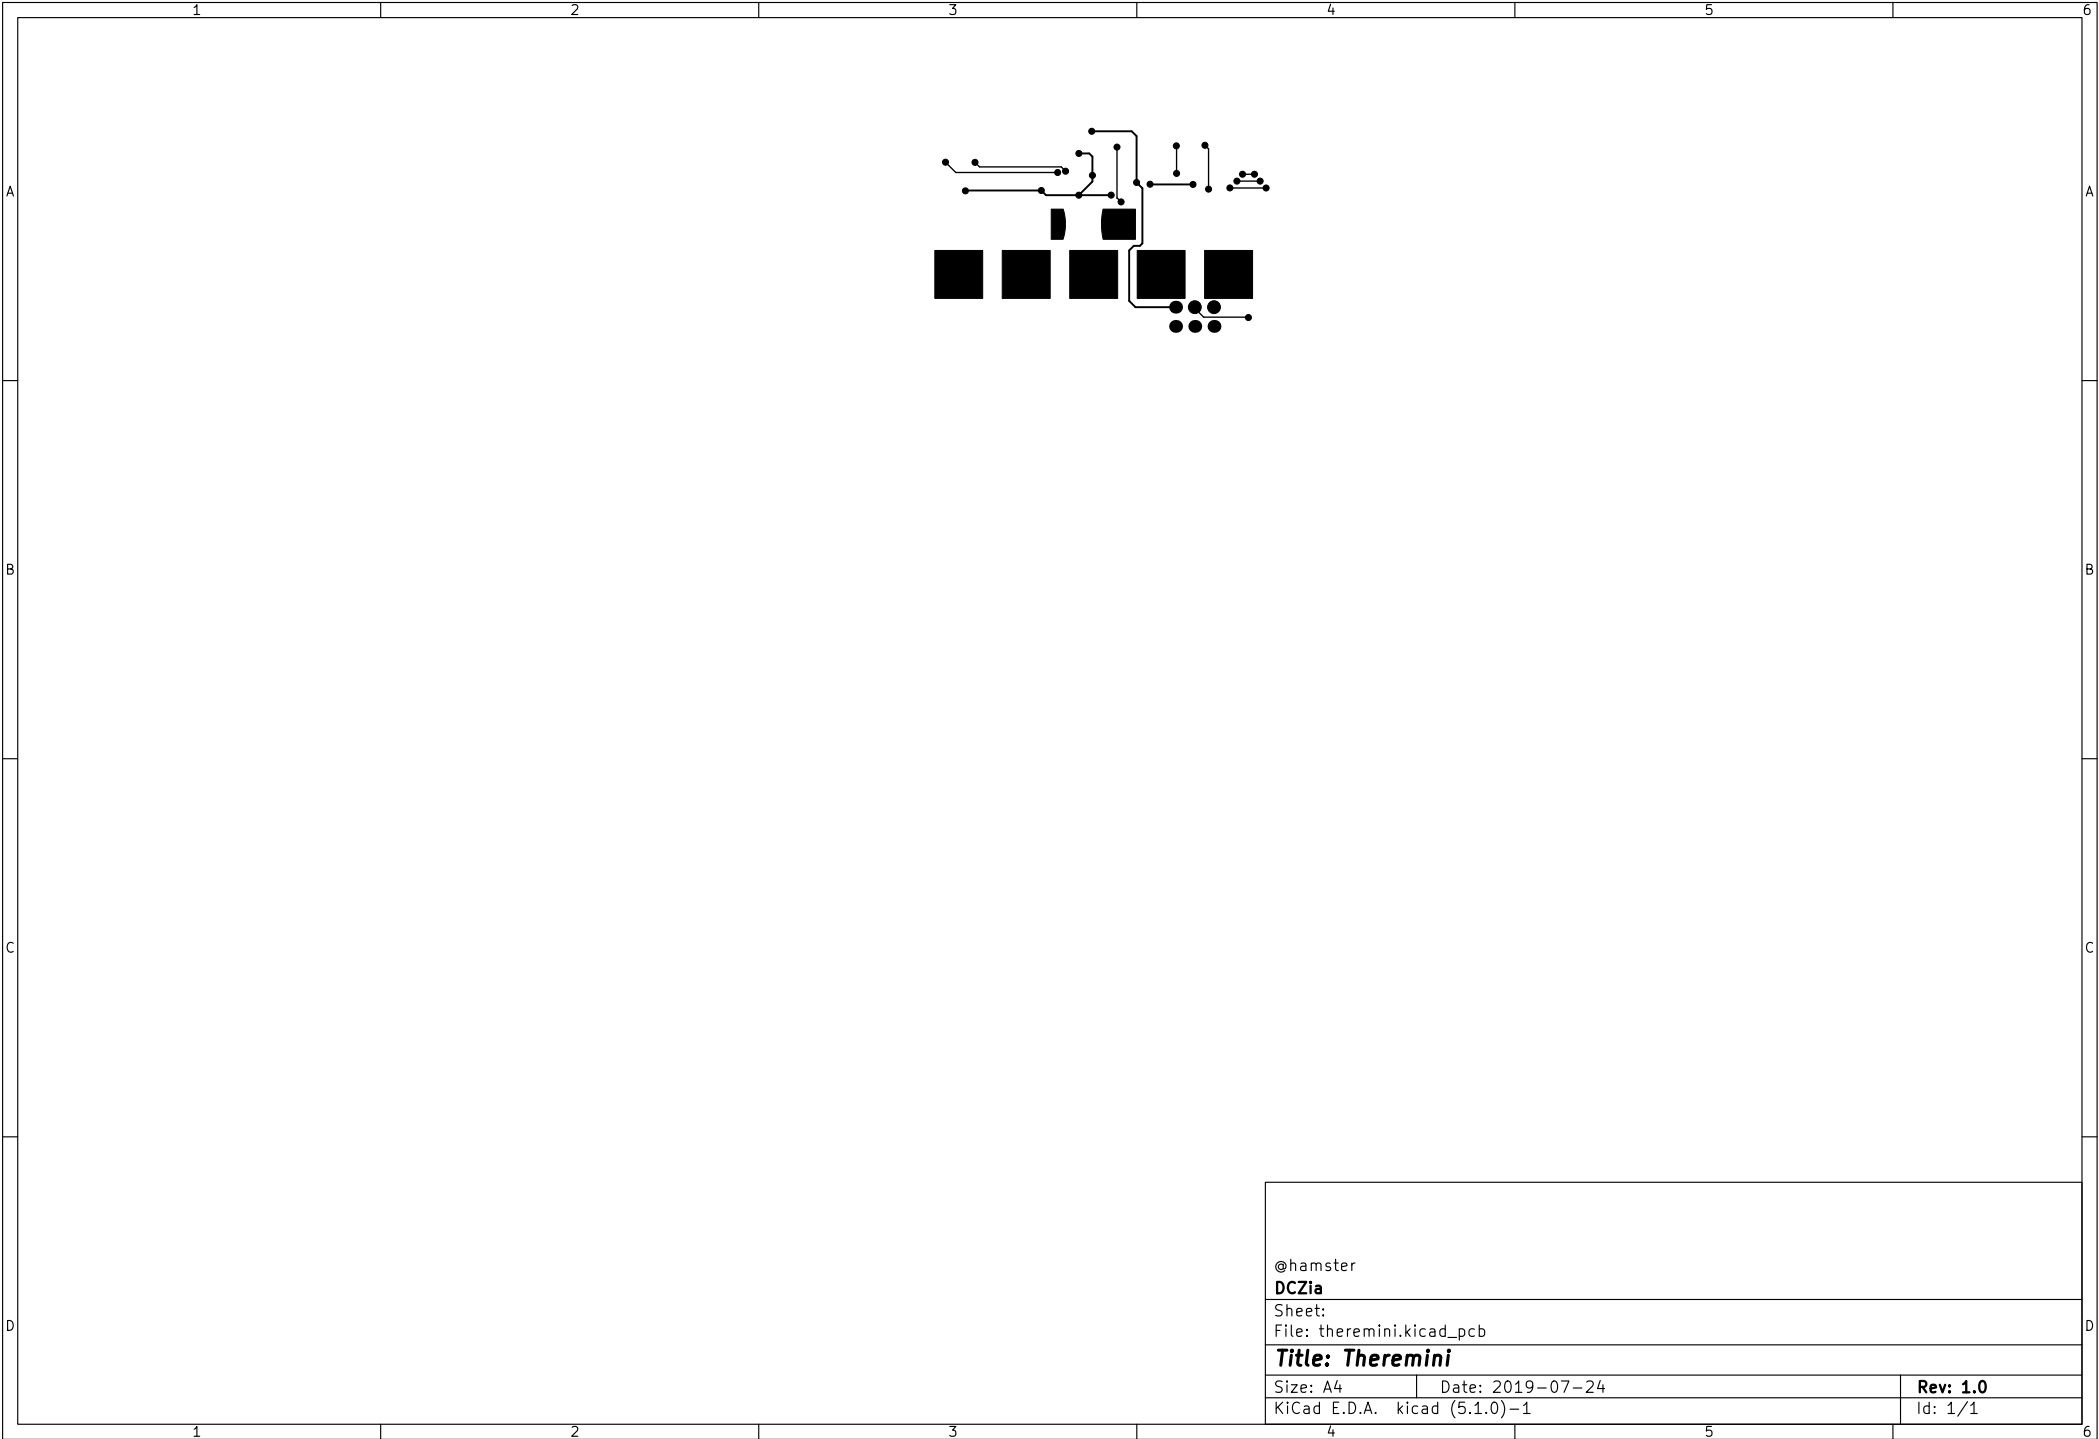 1 2 3 4 5 6
A A
B B
C C
@hamster
DCZia
Sheet:
File: theremini.kicad_pcb
D D
Title: Theremini
Size: A4 Date: 2019-07-24 Rev: 1.0
KiCad E.D.A. kicad (5.1.0)-1 Id: 1/1
1 2 3 4 5 6